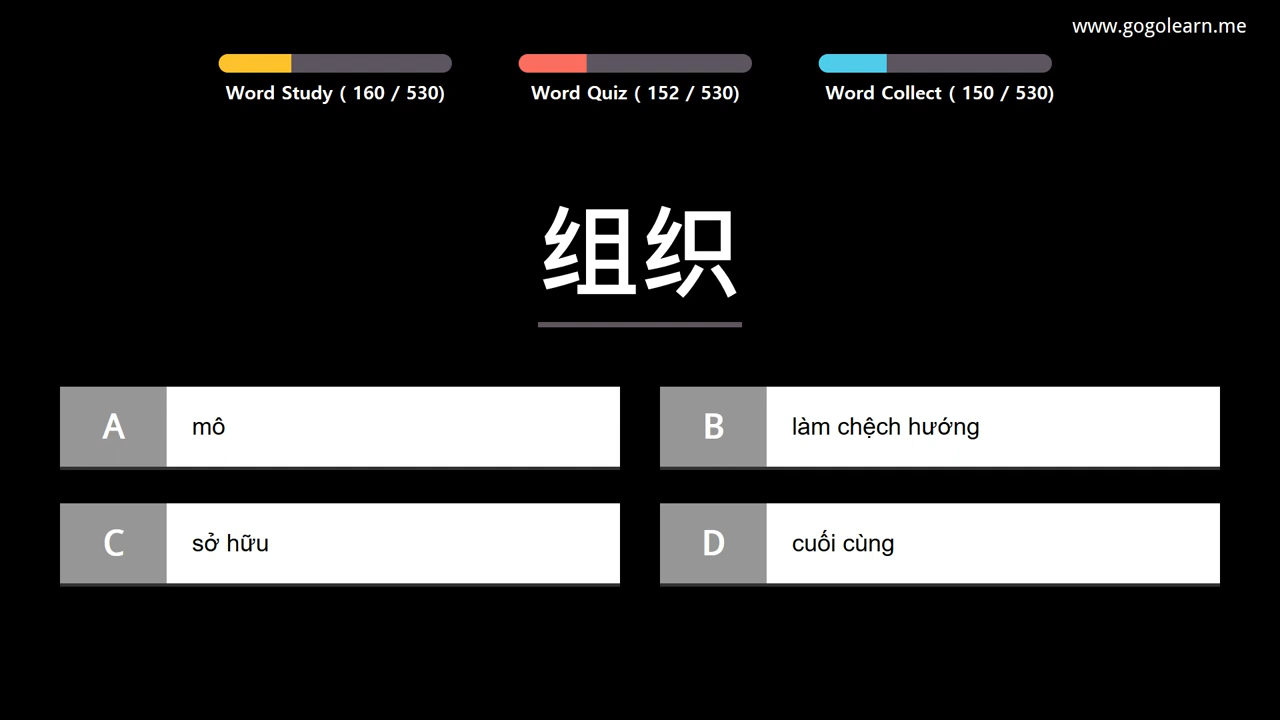 www.gogolearn.me
Word Study ( 160 / 530)
Word Quiz ( 152 / 530)
Word Collect ( 150 / 530)
组织
A mô
B làm chệch hướng
C sở hữu
D cuối cùng